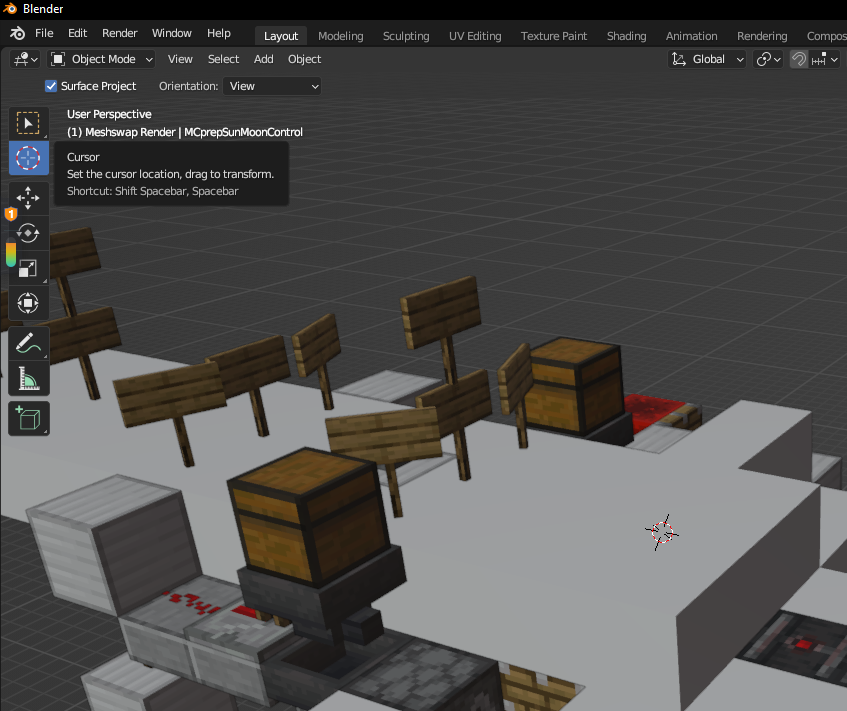 Blender
File Edit Render Window Help Layout Modeling Sculpting UV Editing Texture Paint Shading Animation Rendering Compos
Object Mode View Select Add Object Global
Surface Project Orientation: View
User Perspective
(1) Meshswap Render | MCprepSunMoonControl
Cursor
Set the cursor location, drag to transform.
Shortcut: Shift Spacebar, Spacebar
1